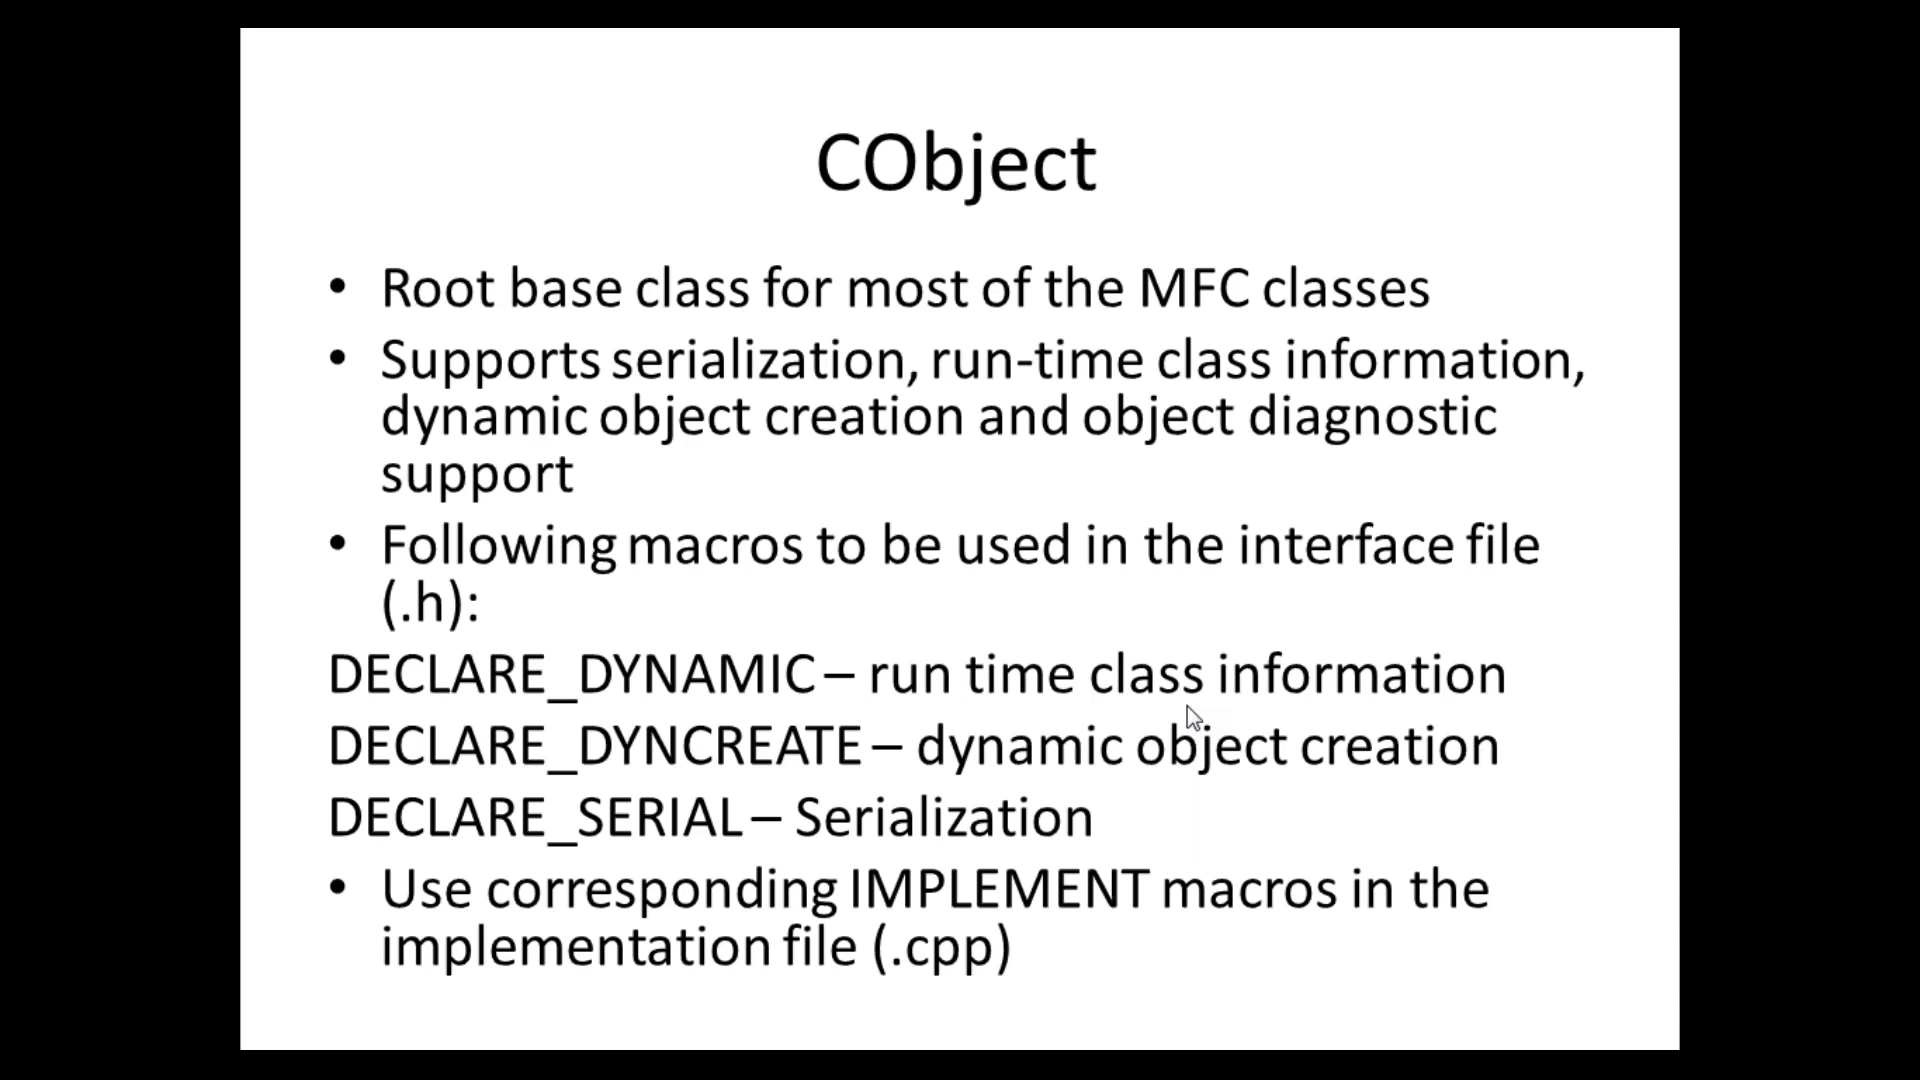 CObject
• Root base class for most of the MFC classes
• Supports serialization, run-time class information,
dynamic object creation and object diagnostic
support
• Following macros to be used in the interface file
(.h):
DECLARE_DYNAMIC – run time class information
DECLARE_DYNCREATE – dynamic object creation
DECLARE_SERIAL – Serialization
• Use corresponding IMPLEMENT macros in the
implementation file (.cpp)